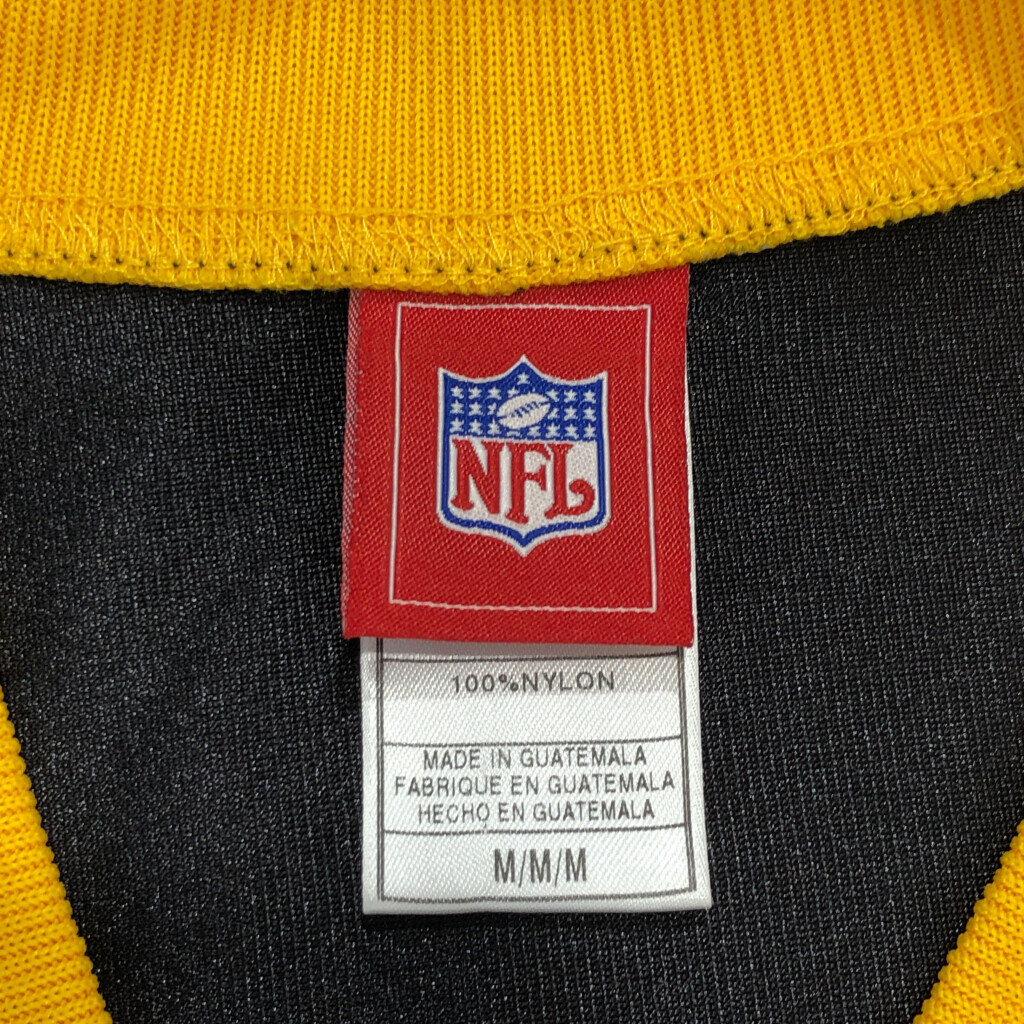 NFL
100%NYLON
MADE IN GUATEMALA
FABRIQUE EN GUATEMALA
HECHO EN GUATEMALA
M/M/M